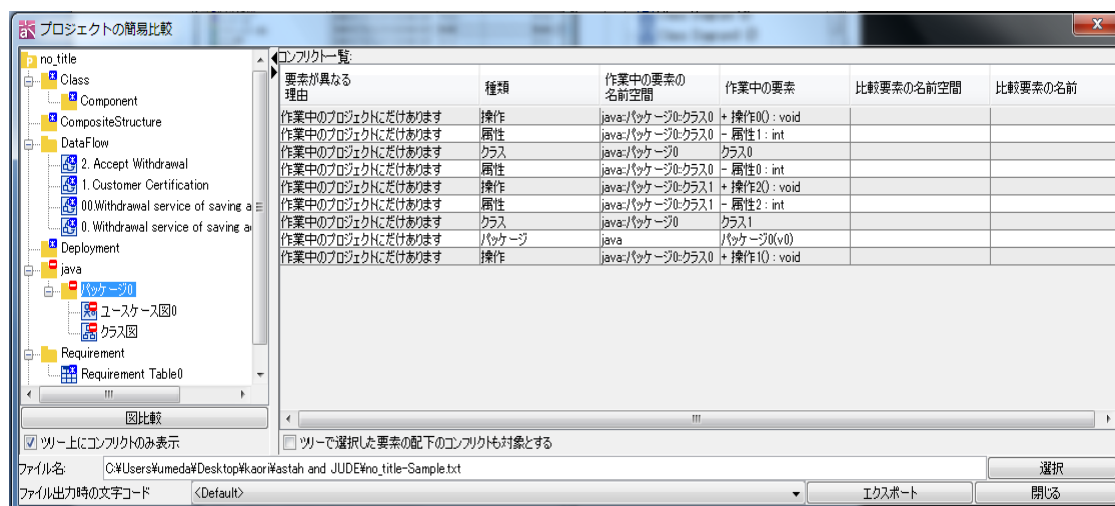 プロジェクトの簡易比較
no_title
Class
Component
CompositeStructure
DataFlow
2. Accept Withdrawal
1. Customer Certification
00.Withdrawal service of saving a
0. Withdrawal service of saving a
Deployment
java
パッケージ0
ユースケース図0
クラス図
Requirement
Requirement Table0
図比較
ツリー上にコンフリクトのみ表示
コンフリクト一覧:
要素が異なる理由 種類 作業中の要素の名前空間 作業中の要素 比較要素の名前空間 比較要素の名前
作業中のプロジェクトにだけあります 操作 java::パッケージ0::クラス0 + 操作0() : void
作業中のプロジェクトにだけあります 属性 java::パッケージ0::クラス0 - 属性1 : int
作業中のプロジェクトにだけあります クラス java::パッケージ0 クラス0
作業中のプロジェクトにだけあります 属性 java::パッケージ0::クラス0 - 属性0 : int
作業中のプロジェクトにだけあります 操作 java::パッケージ0::クラス1 + 操作2() : void
作業中のプロジェクトにだけあります 属性 java::パッケージ0::クラス1 - 属性2 : int
作業中のプロジェクトにだけあります クラス java::パッケージ0 クラス1
作業中のプロジェクトにだけあります パッケージ java パッケージ0(v0)
作業中のプロジェクトにだけあります 操作 java::パッケージ0::クラス0 + 操作1() : void
ツリーで選択した要素の配下のコンフリクトも対象とする
ファイル名: C:¥Users¥umeda¥Desktop¥kaori¥astah and JUDE¥no_title-Sample.txt 選択
ファイル出力時の文字コード <Default> エクスポート 閉じる